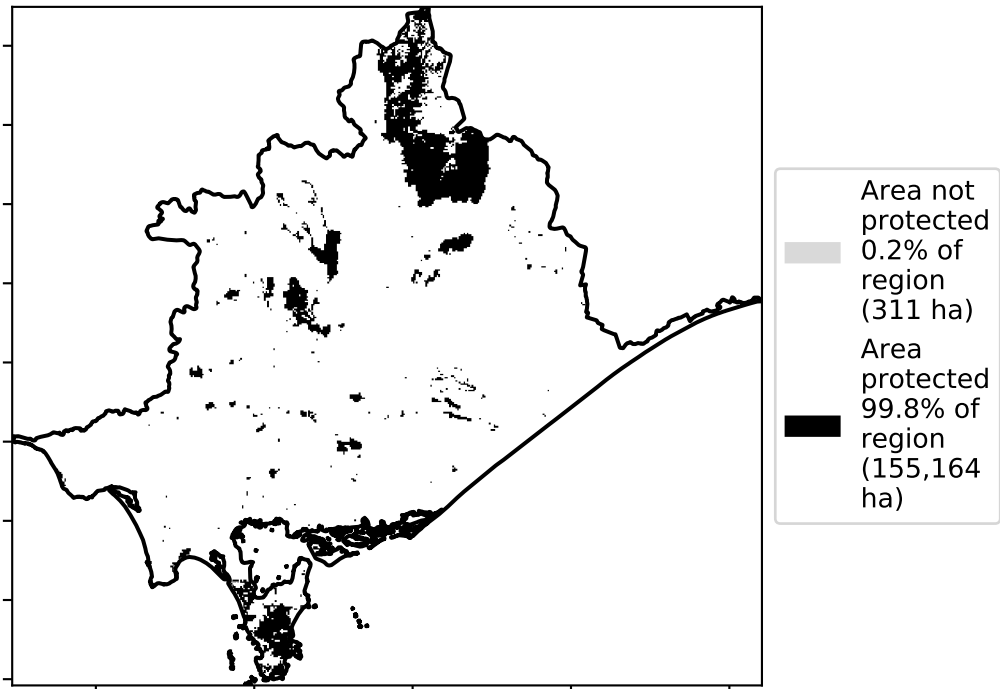 Area not
protected
0.2% of
region
(311 ha)
Area
protected
99.8% of
region
(155,164
ha)